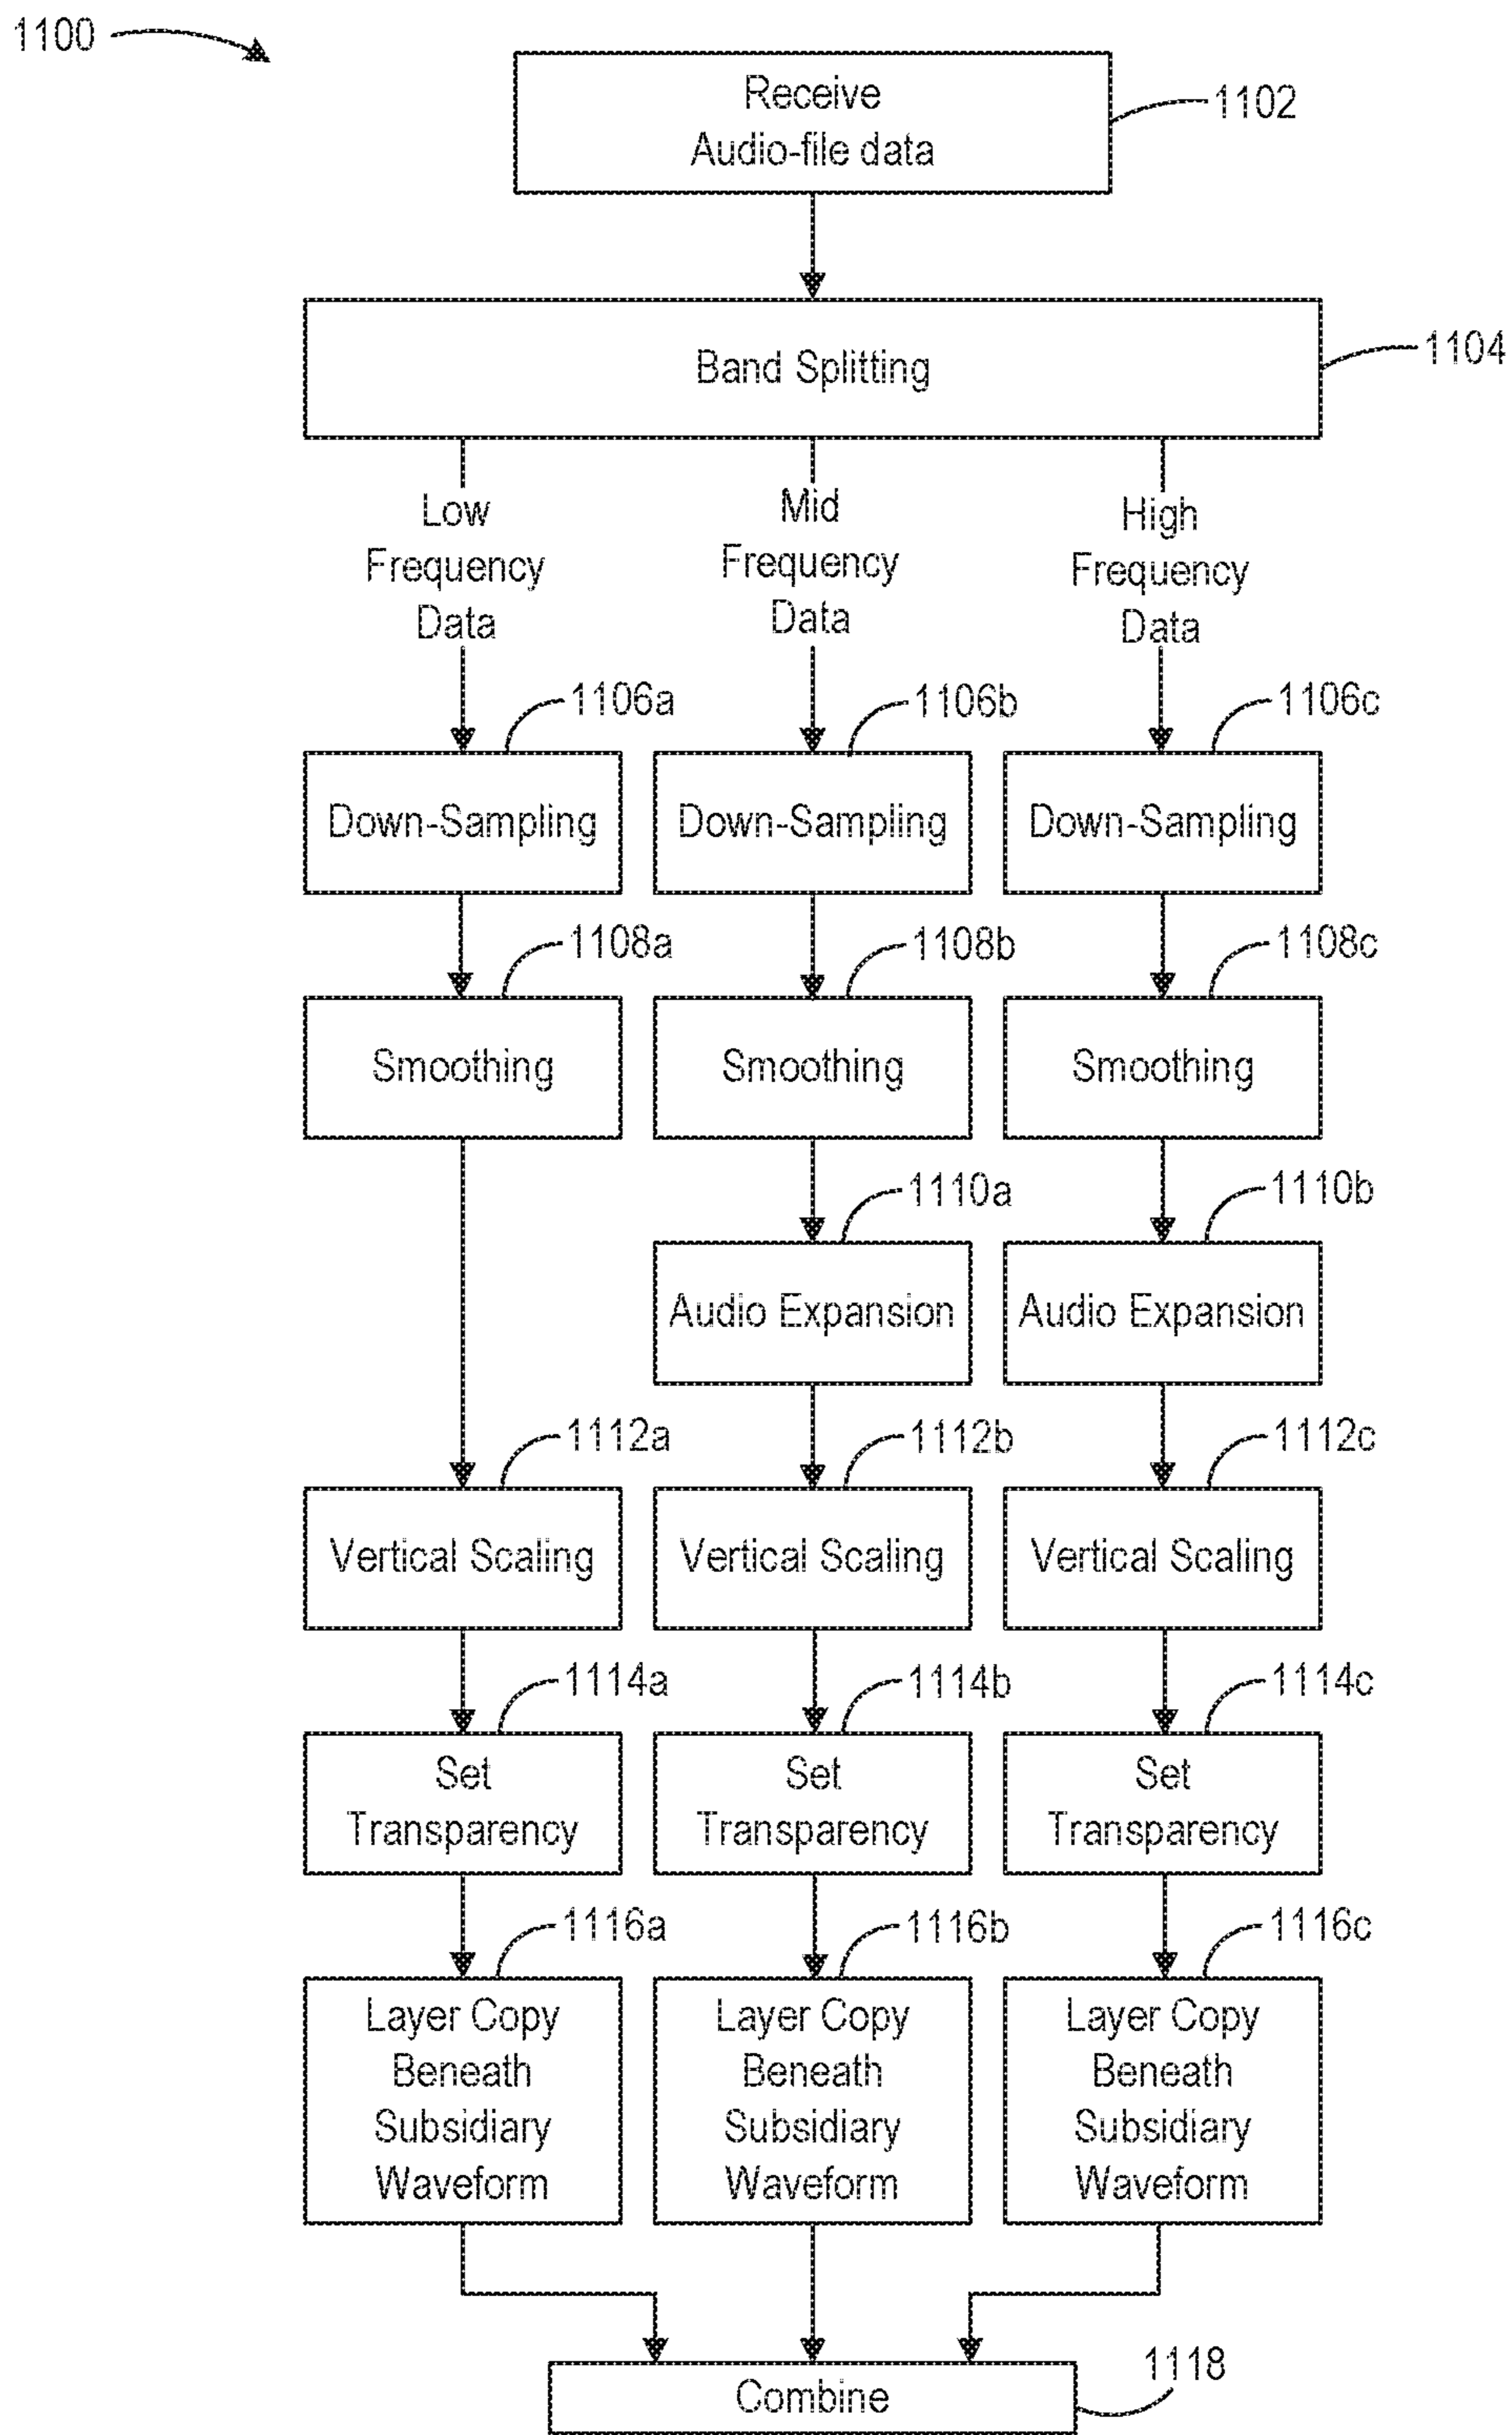 1100
Receive
Audio-file data
1102
Band Splitting
1104
Low
Frequency
Data
Mid
Frequency
Data
High
Frequency
Data
1106a
1106b
1106c
Down-Sampling
Down-Sampling
Down-Sampling
1108a
1108b
1108c
Smoothing
Smoothing
Smoothing
1110a
1110b
Audio Expansion
Audio Expansion
1112a
1112b
1112c
Vertical Scaling
Vertical Scaling
Vertical Scaling
1114a
1114b
1114c
Set
Transparency
Set
Transparency
Set
Transparency
1116a
1116b
1116c
Layer Copy
Beneath
Subsidiary
Waveform
Layer Copy
Beneath
Subsidiary
Waveform
Layer Copy
Beneath
Subsidiary
Waveform
Combine
1118